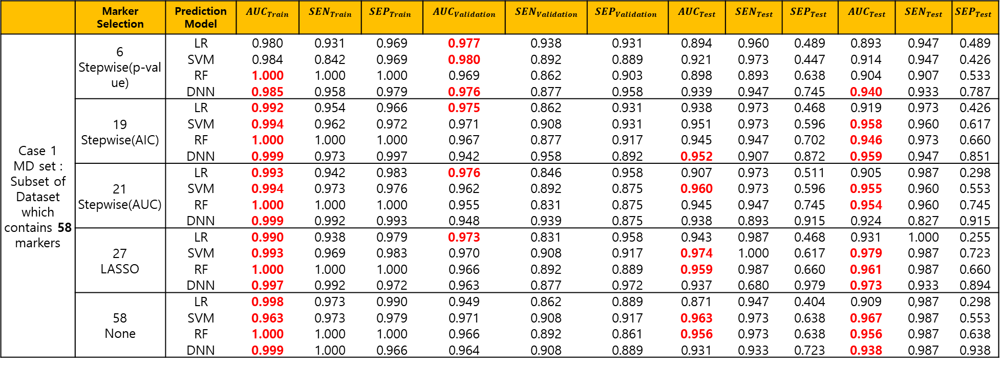 Marker Selection Prediction Model AUC_Train SEN_Train SEP_Train AUC_Validation SEN_Validation SEP_Validation AUC_Test SEN_Test SEP_Test AUC_Test SEN_Test SEP_Test
Case 1
MD set :
Subset of
Dataset
which
contains 58
markers
6
Stepwise(p-val
ue)
LR 0.980 0.931 0.969 0.977 0.938 0.931 0.894 0.960 0.489 0.893 0.947 0.489
SVM 0.984 0.842 0.969 0.980 0.892 0.889 0.921 0.973 0.447 0.914 0.947 0.426
RF 1.000 1.000 1.000 0.969 0.862 0.903 0.898 0.893 0.638 0.904 0.907 0.533
DNN 0.985 0.958 0.979 0.976 0.877 0.958 0.939 0.947 0.745 0.940 0.933 0.787
19
Stepwise(AIC)
LR 0.992 0.954 0.966 0.975 0.862 0.931 0.938 0.973 0.468 0.919 0.973 0.426
SVM 0.994 0.962 0.972 0.971 0.908 0.931 0.951 0.973 0.596 0.958 0.960 0.617
RF 1.000 1.000 1.000 0.967 0.877 0.917 0.945 0.947 0.702 0.946 0.973 0.660
DNN 0.999 0.973 0.997 0.942 0.958 0.892 0.952 0.907 0.872 0.959 0.947 0.851
21
Stepwise(AUC)
LR 0.993 0.942 0.983 0.976 0.846 0.958 0.907 0.973 0.511 0.905 0.987 0.298
SVM 0.994 0.973 0.976 0.962 0.892 0.875 0.960 0.973 0.596 0.955 0.960 0.553
RF 1.000 1.000 1.000 0.955 0.831 0.875 0.945 0.947 0.745 0.954 0.960 0.745
DNN 0.999 0.992 0.993 0.948 0.939 0.875 0.938 0.893 0.915 0.924 0.827 0.915
27
LASSO
LR 0.990 0.938 0.979 0.973 0.831 0.958 0.943 0.987 0.468 0.931 1.000 0.255
SVM 0.993 0.969 0.983 0.970 0.908 0.917 0.974 1.000 0.617 0.979 0.987 0.723
RF 1.000 1.000 1.000 0.966 0.892 0.889 0.959 0.987 0.660 0.961 0.987 0.660
DNN 0.997 0.992 0.972 0.963 0.877 0.972 0.937 0.680 0.979 0.973 0.933 0.894
58
None
LR 0.998 0.973 0.990 0.949 0.862 0.889 0.871 0.947 0.404 0.909 0,987 0.298
SVM 0.963 0.973 0.979 0.971 0.908 0.917 0.963 0.973 0.638 0.967 0.987 0.553
RF 1.000 1.000 1.000 0.966 0.892 0.861 0.956 0.973 0.638 0.956 0.987 0.638
DNN 0.999 1.000 0.966 0.964 0.908 0.889 0.931 0.933 0.723 0.938 0.987 0.938